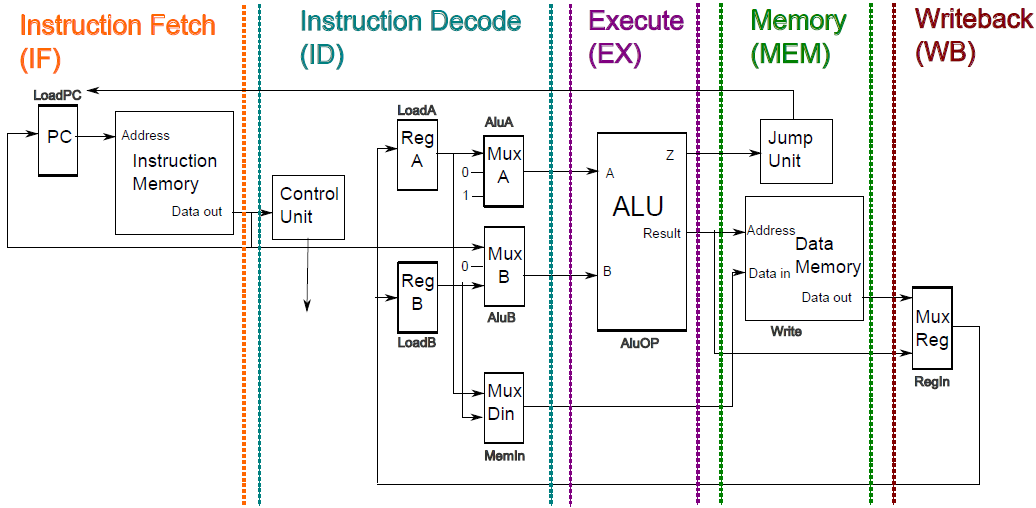 Instruction Fetch
(IF)
Instruction Decode
(ID)
Execute
(EX)
Memory
(MEM)
Writeback
(WB)
LoadPC
PC
Address
Instruction
Memory
Data out
Control
Unit
LoadA
Reg
A
AluA
Mux
A
0
1
Mux
B
0
AluB
Reg
B
LoadB
Mux
Din
MemIn
A
B
ALU
Z
Result
AluOP
Jump
Unit
Address
Data
Memory
Data in
Data out
Write
Mux
Reg
RegIn